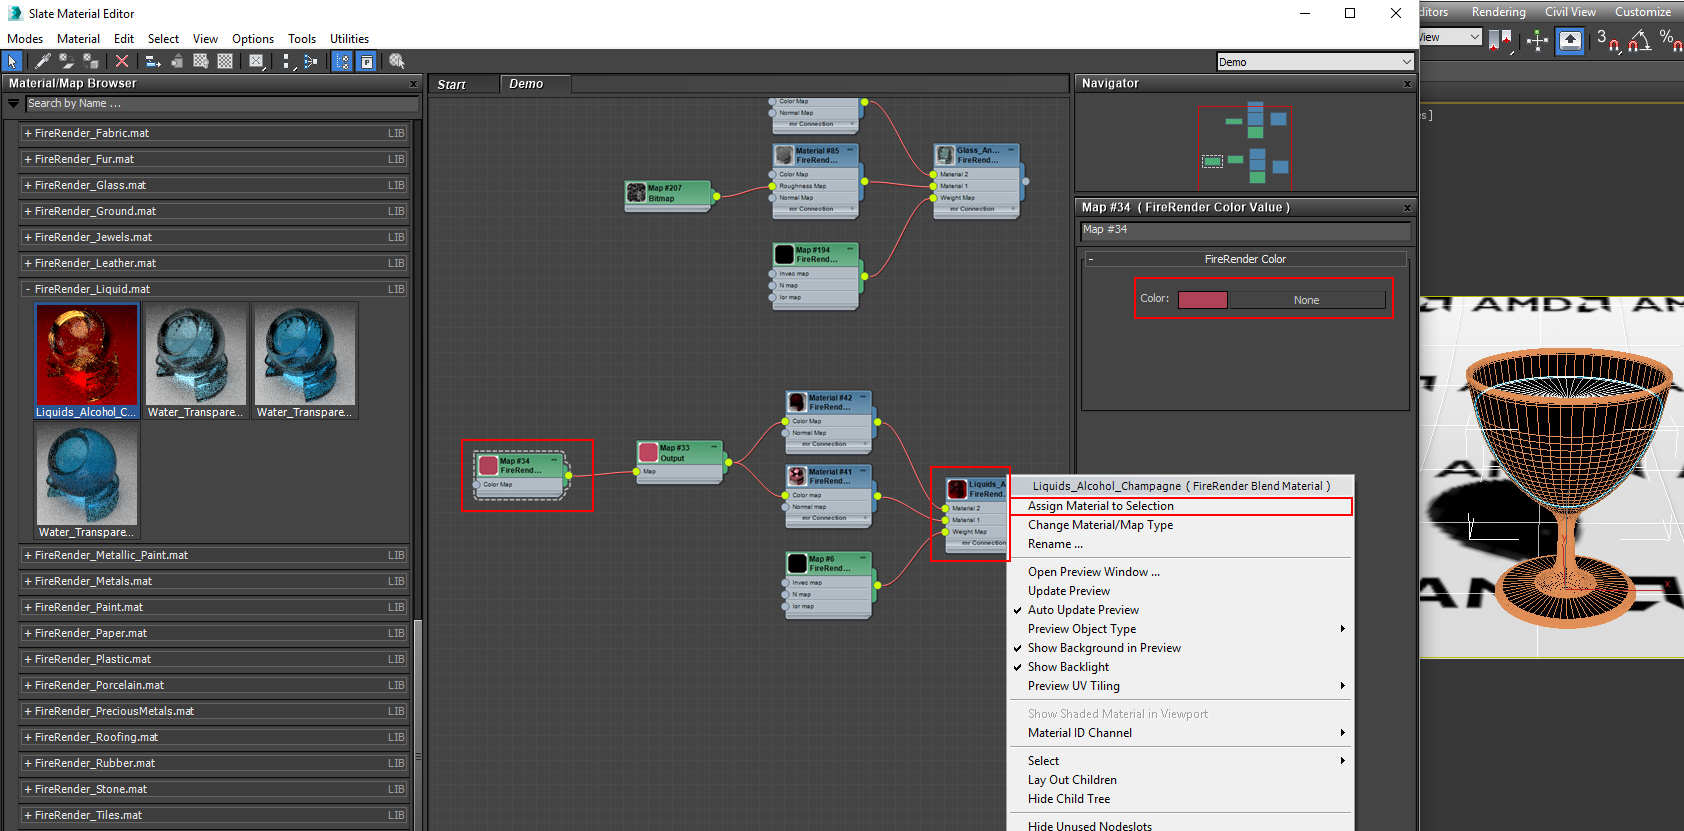 Slate Material Editor
Modes Material Edit Select View Options Tools Utilities
Demo
Material/Map Browser
x
Search by Name ...
+ FireRender_Fabric.mat LIB
+ FireRender_Fur.mat LIB
+ FireRender_Glass.mat LIB
+ FireRender_Ground.mat LIB
+ FireRender_Jewels.mat LIB
+ FireRender_Leather.mat LIB
- FireRender_Liquid.mat LIB
Liquids_Alcohol_C... Water_Transpare... Water_Transpare...
Water_Transpare...
+ FireRender_Metallic_Paint.mat LIB
+ FireRender_Metals.mat LIB
+ FireRender_Paint.mat LIB
+ FireRender_Paper.mat LIB
+ FireRender_Plastic.mat LIB
+ FireRender_Porcelain.mat LIB
+ FireRender_PreciousMetals.mat LIB
+ FireRender_Roofing.mat LIB
+ FireRender_Rubber.mat LIB
+ FireRender_Stone.mat LIB
+ FireRender_Tiles.mat LIB
Start Demo
Color Map
Normal Map
mr Connection
Material #85
FireRend...
Color Map
Roughness Map
Normal Map
mr Connection
Map #207
Bitmap
Glass_An...
FireRend...
Material 2
Material 1
Weight Map
mr Connection
Map #194
FireRend...
Invec map
N map
Ior map
Map #34
FireRend...
Color Map
Map #33
Output
Map
Material #42
FireRend...
Color Map
Normal Map
mr Connection
Material #41
FireRend...
Color map
Normal map
mr Connection
Map #6
FireRend...
Invec map
N map
Ior map
Liquids_A
FireRend.
Material 2
Material 1
Weight Map
mr Connection
Navigator
x
Map #34 ( FireRender Color Value )
x
Map #34
- FireRender Color
Color: None
Liquids_Alcohol_Champagne ( FireRender Blend Material )
Assign Material to Selection
Change Material/Map Type
Rename ...
Open Preview Window ...
Update Preview
Auto Update Preview
Preview Object Type
Show Background in Preview
Show Backlight
Preview UV Tiling
Show Shaded Material in Viewport
Material ID Channel
Select
Lay Out Children
Hide Child Tree
Hide Unused Nodeslots
ditors Rendering Civil View Customize
View
3
%
es ]
AMD
x